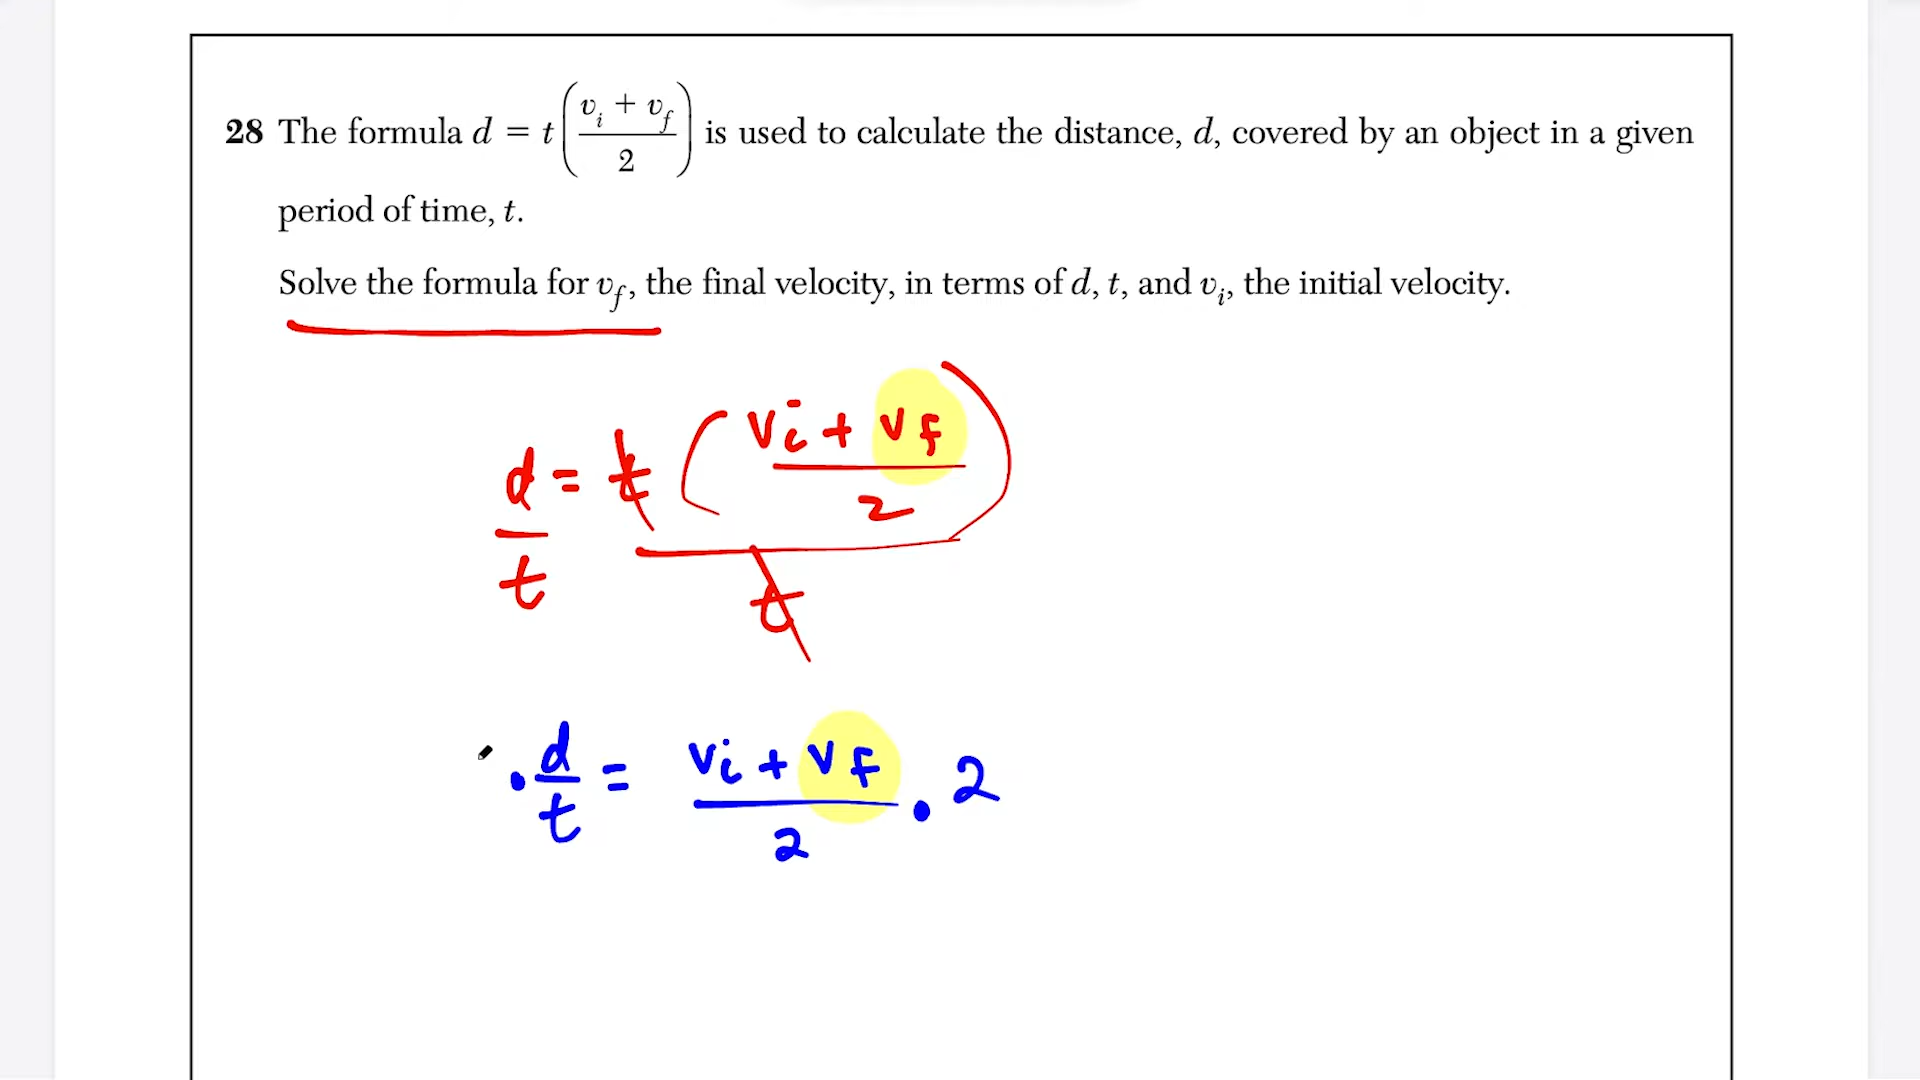 28 The formula d = t((v_i + v_f)/2) is used to calculate the distance, d, covered by an object in a given
period of time, t.
Solve the formula for v_f, the final velocity, in terms of d, t, and v_i, the initial velocity.
d/t = t((vi + vf)/2)/t
· d/t = (vi + vf)/2 · 2